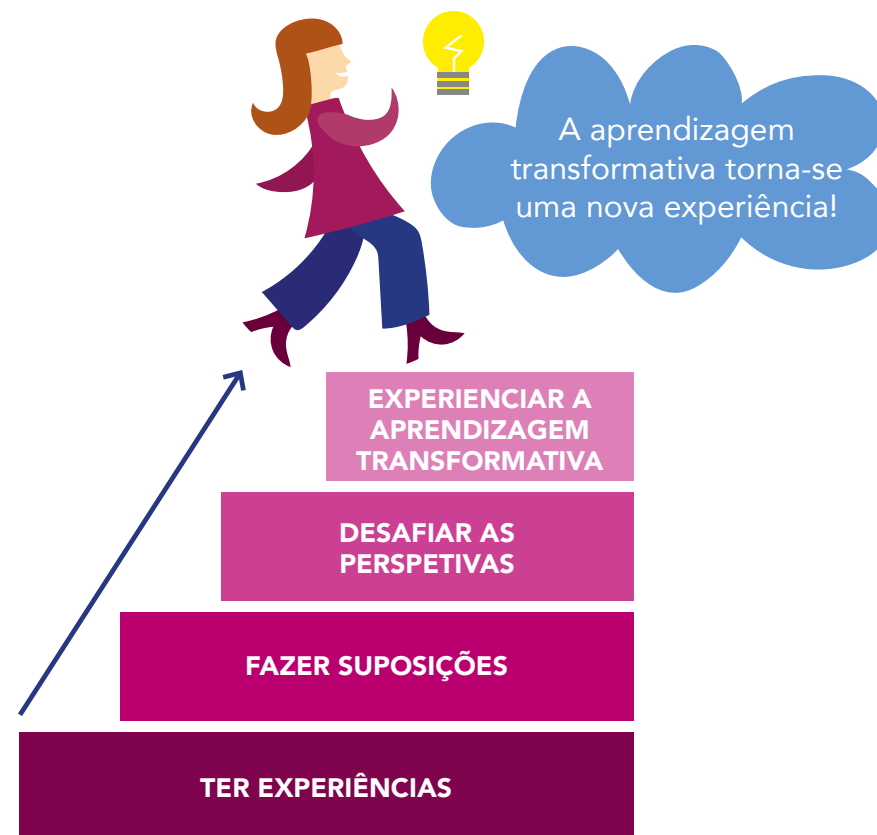 A aprendizagem
transformativa torna-se
uma nova experiência!
EXPERIENCIAR A
APRENDIZAGEM
TRANSFORMATIVA
DESAFIAR AS
PERSPETIVAS
FAZER SUPOSIÇÕES
TER EXPERIÊNCIAS